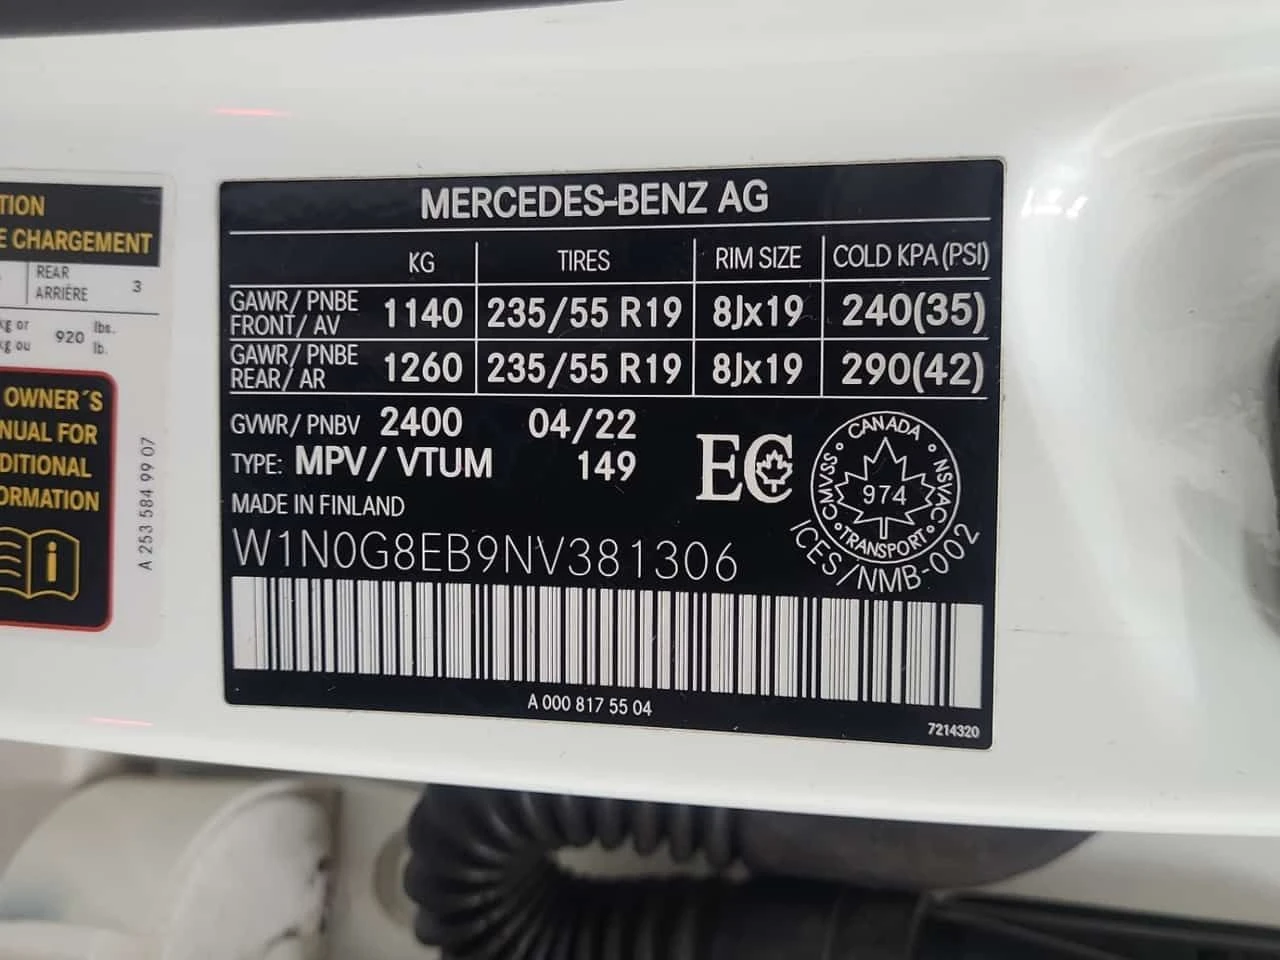 TION
E CHARGEMENT
REAR
ARRIÈRE 3
kg or 920 lbs.
kg ou lb.
OWNER´S
NUAL FOR
DITIONAL
ORMATION
i
A 253 584 99 07
MERCEDES-BENZ AG
KG TIRES RIM SIZE COLD KPA (PSI)
GAWR/ PNBE
FRONT/ AV 1140 235/55 R19 8Jx19 240(35)
GAWR/ PNBE
REAR/ AR 1260 235/55 R19 8Jx19 290(42)
GVWR/ PNBV 2400 04/22
TYPE: MPV/ VTUM 149
MADE IN FINLAND
W1N0G8EB9NV381306
EC
CANADA
CMVSS
NSVAC
974
TRANSPORT
ICES/NMB-002
A 000 817 55 04
7214320